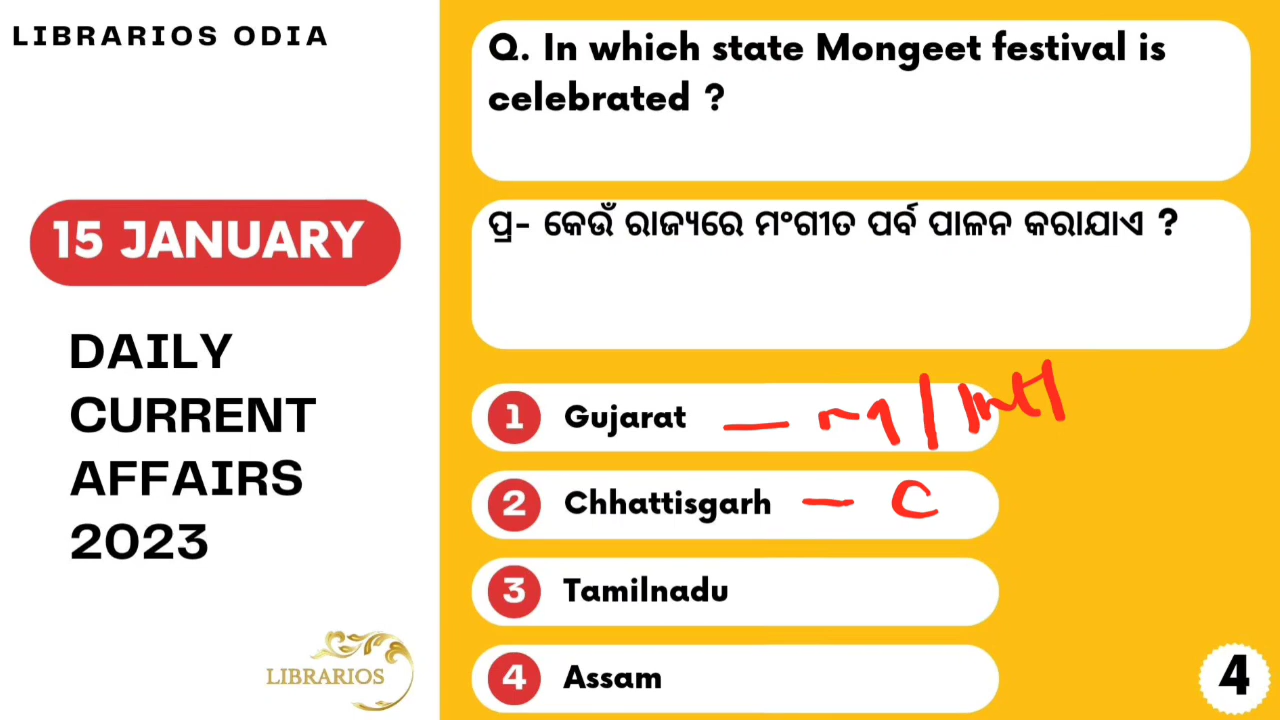 LIBRARIOS ODIA
15 JANUARY
DAILY
CURRENT
AFFAIRS
2023
LIBRARIOS
Q. In which state Mongeet festival is
celebrated ?
ପ୍ର- କେଉଁ ରାଜ୍ୟରେ ମଂଗୀତ ପର୍ବ ପାଳନ କରାଯାଏ ?
1 Gujarat —
2 Chhattisgarh — C
3 Tamilnadu
4 Assam
4